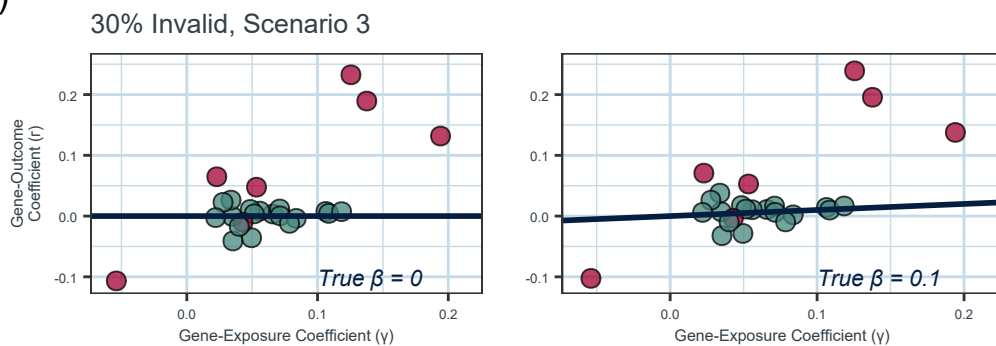 )
30% Invalid, Scenario 3
Gene-Outcome
Coefficient (r)
0.2
0.1
0.0
-0.1
True β = 0
0.0
0.1
0.2
Gene-Exposure Coefficient (γ)
0.2
0.1
0.0
-0.1
True β = 0.1
0.0
0.1
0.2
Gene-Exposure Coefficient (γ)